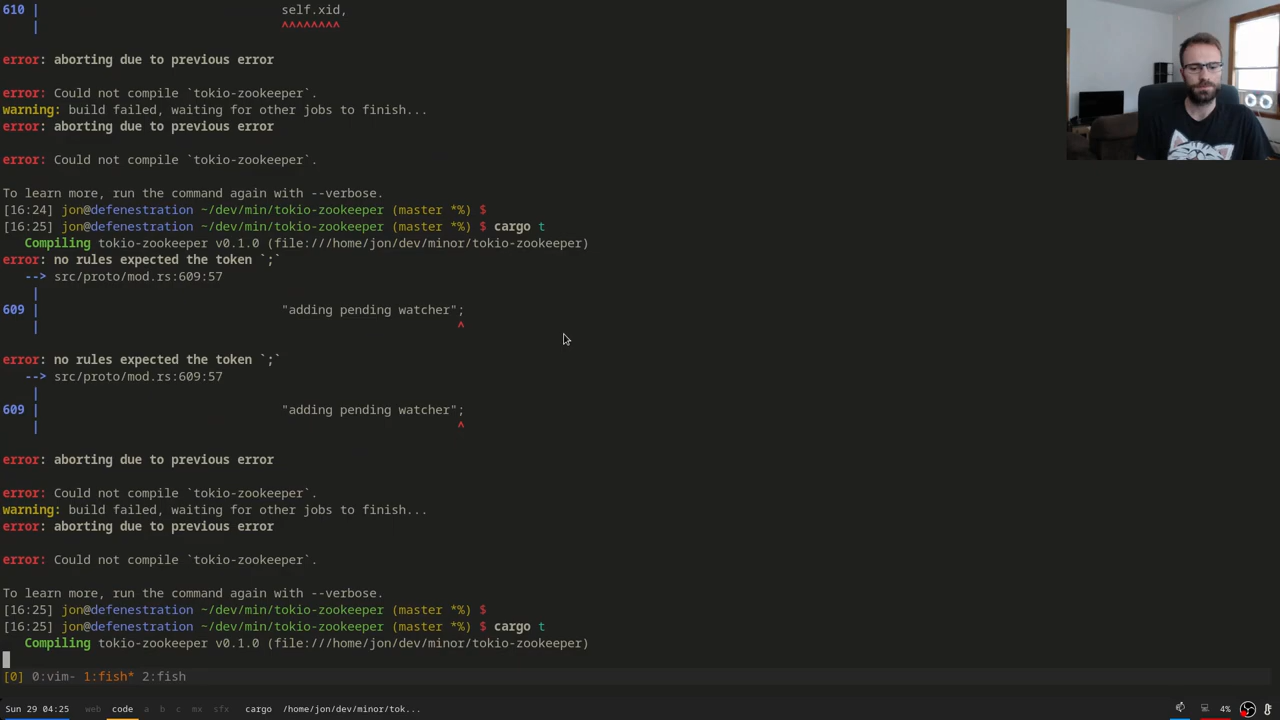 610 |                                     self.xid,
    |                                     ^^^^^^^^
error: aborting due to previous error
error: Could not compile `tokio-zookeeper`.
warning: build failed, waiting for other jobs to finish...
error: aborting due to previous error
error: Could not compile `tokio-zookeeper`.
To learn more, run the command again with --verbose.
[16:24] jon@defenestration ~/dev/min/tokio-zookeeper (master *%) $
[16:25] jon@defenestration ~/dev/min/tokio-zookeeper (master *%) $ cargo t
   Compiling tokio-zookeeper v0.1.0 (file:///home/jon/dev/minor/tokio-zookeeper)
error: no rules expected the token `;`
   --> src/proto/mod.rs:609:57
    |
609 |                                     "adding pending watcher";
    |                                                             ^
error: no rules expected the token `;`
   --> src/proto/mod.rs:609:57
    |
609 |                                     "adding pending watcher";
    |                                                             ^
error: aborting due to previous error
error: Could not compile `tokio-zookeeper`.
warning: build failed, waiting for other jobs to finish...
error: aborting due to previous error
error: Could not compile `tokio-zookeeper`.
To learn more, run the command again with --verbose.
[16:25] jon@defenestration ~/dev/min/tokio-zookeeper (master *%) $
[16:25] jon@defenestration ~/dev/min/tokio-zookeeper (master *%) $ cargo t
   Compiling tokio-zookeeper v0.1.0 (file:///home/jon/dev/minor/tokio-zookeeper)
[0] 0:vim- 1:fish* 2:fish
Sun 29 04:25 web code a b c mx sfx cargo /home/jon/dev/minor/tok... 4%